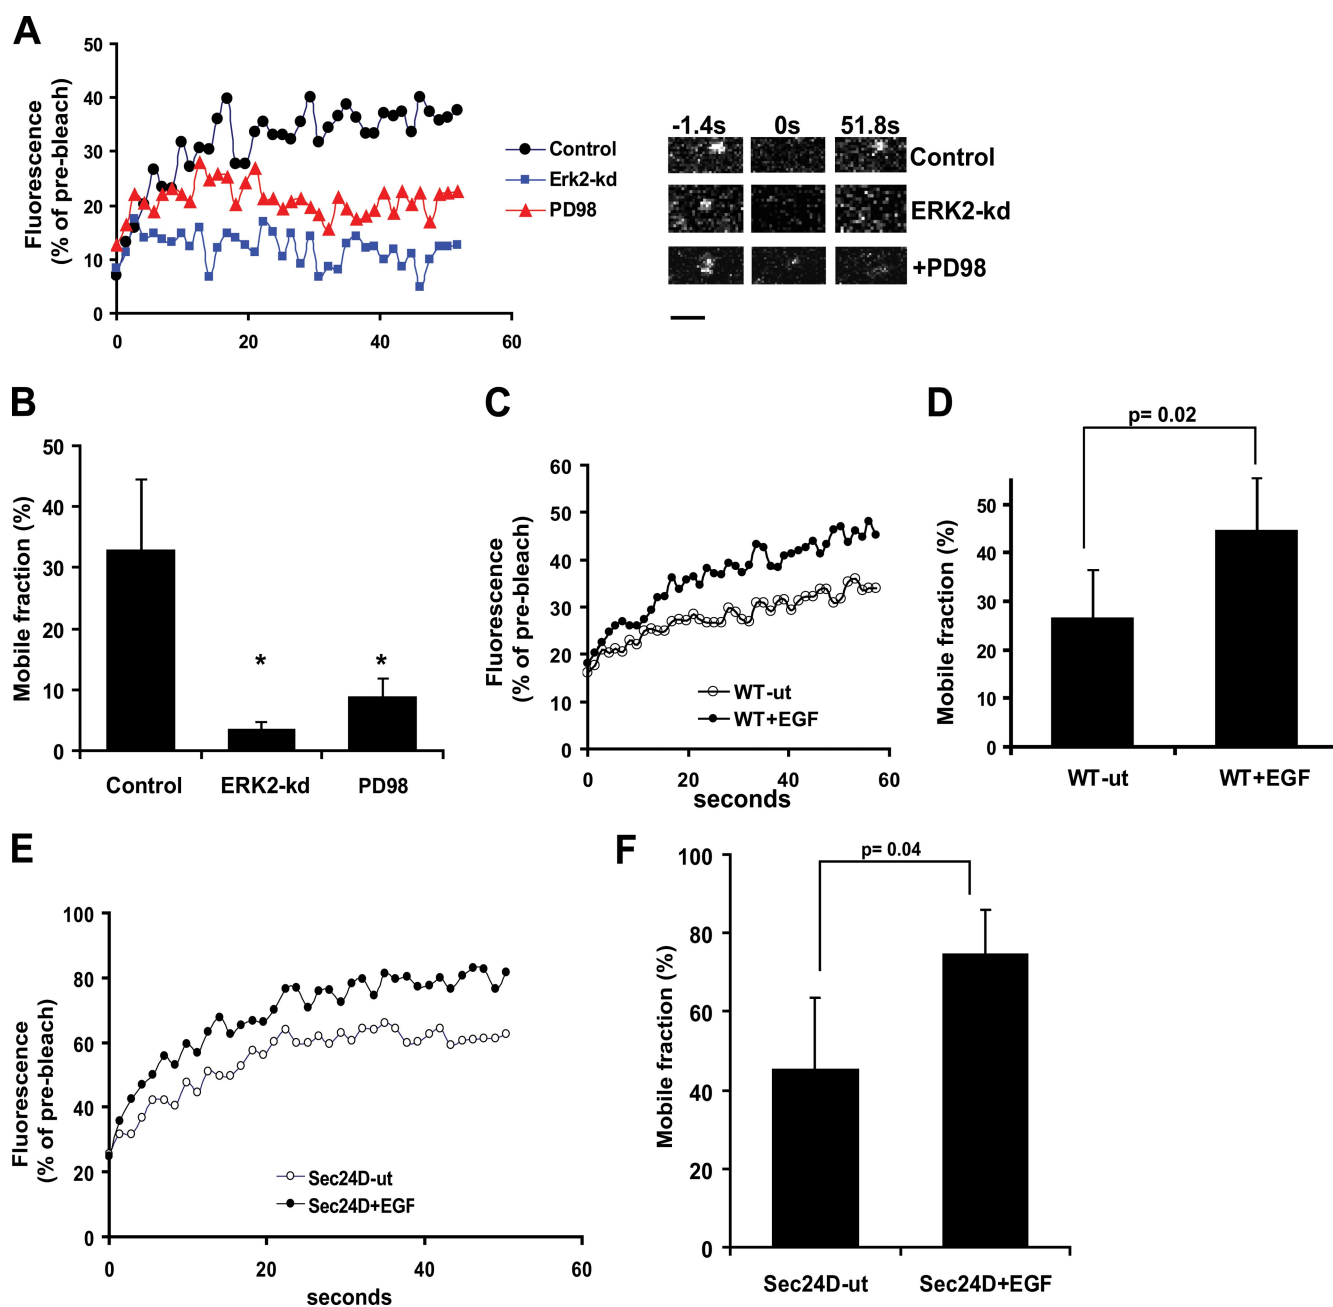 A
50
40
30
20
10
0
Fluorescence
(% of pre-bleach)
0 20 40 60
Control
Erk2-kd
PD98
-1.4s 0s 51.8s
Control
ERK2-kd
+PD98
B
50
40
30
20
10
0
Mobile fraction (%)
* *
Control ERK2-kd PD98
C
60
50
40
30
20
10
0
Fluorescence
(% of pre-bleach)
WT-ut
WT+EGF
0 20 40 60
seconds
D
p= 0.02
50
40
30
20
10
0
Mobile fraction (%)
WT-ut WT+EGF
E
100
80
60
40
20
0
Fluorescence
(% of pre-bleach)
Sec24D-ut
Sec24D+EGF
0 20 40 60
seconds
F
p= 0.04
100
80
60
40
20
0
Mobile fraction (%)
Sec24D-ut Sec24D+EGF